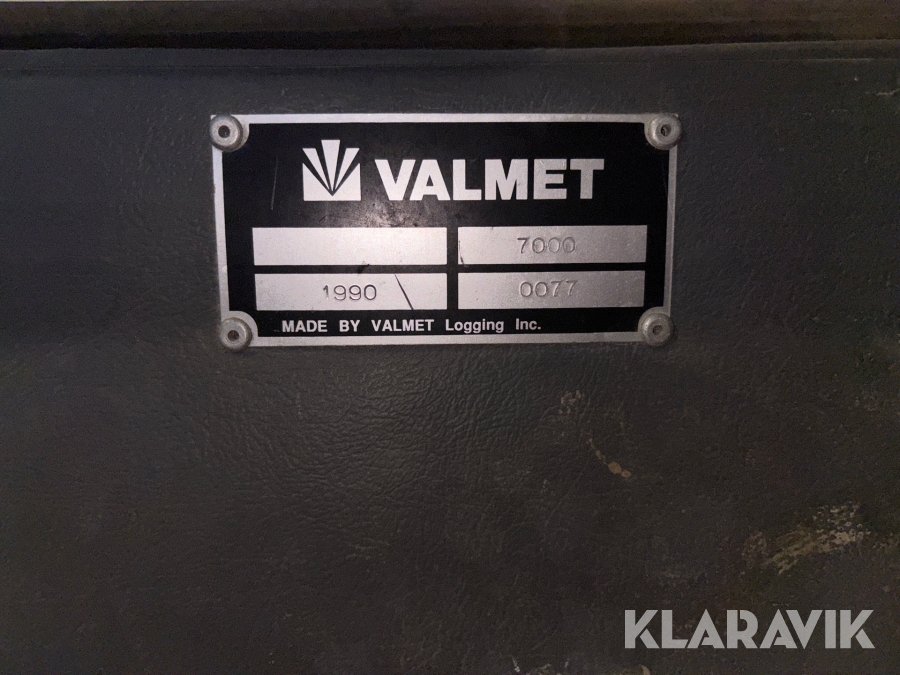 VALMET
7000
1990 0077
MADE BY VALMET Logging Inc.
KLARAVIK